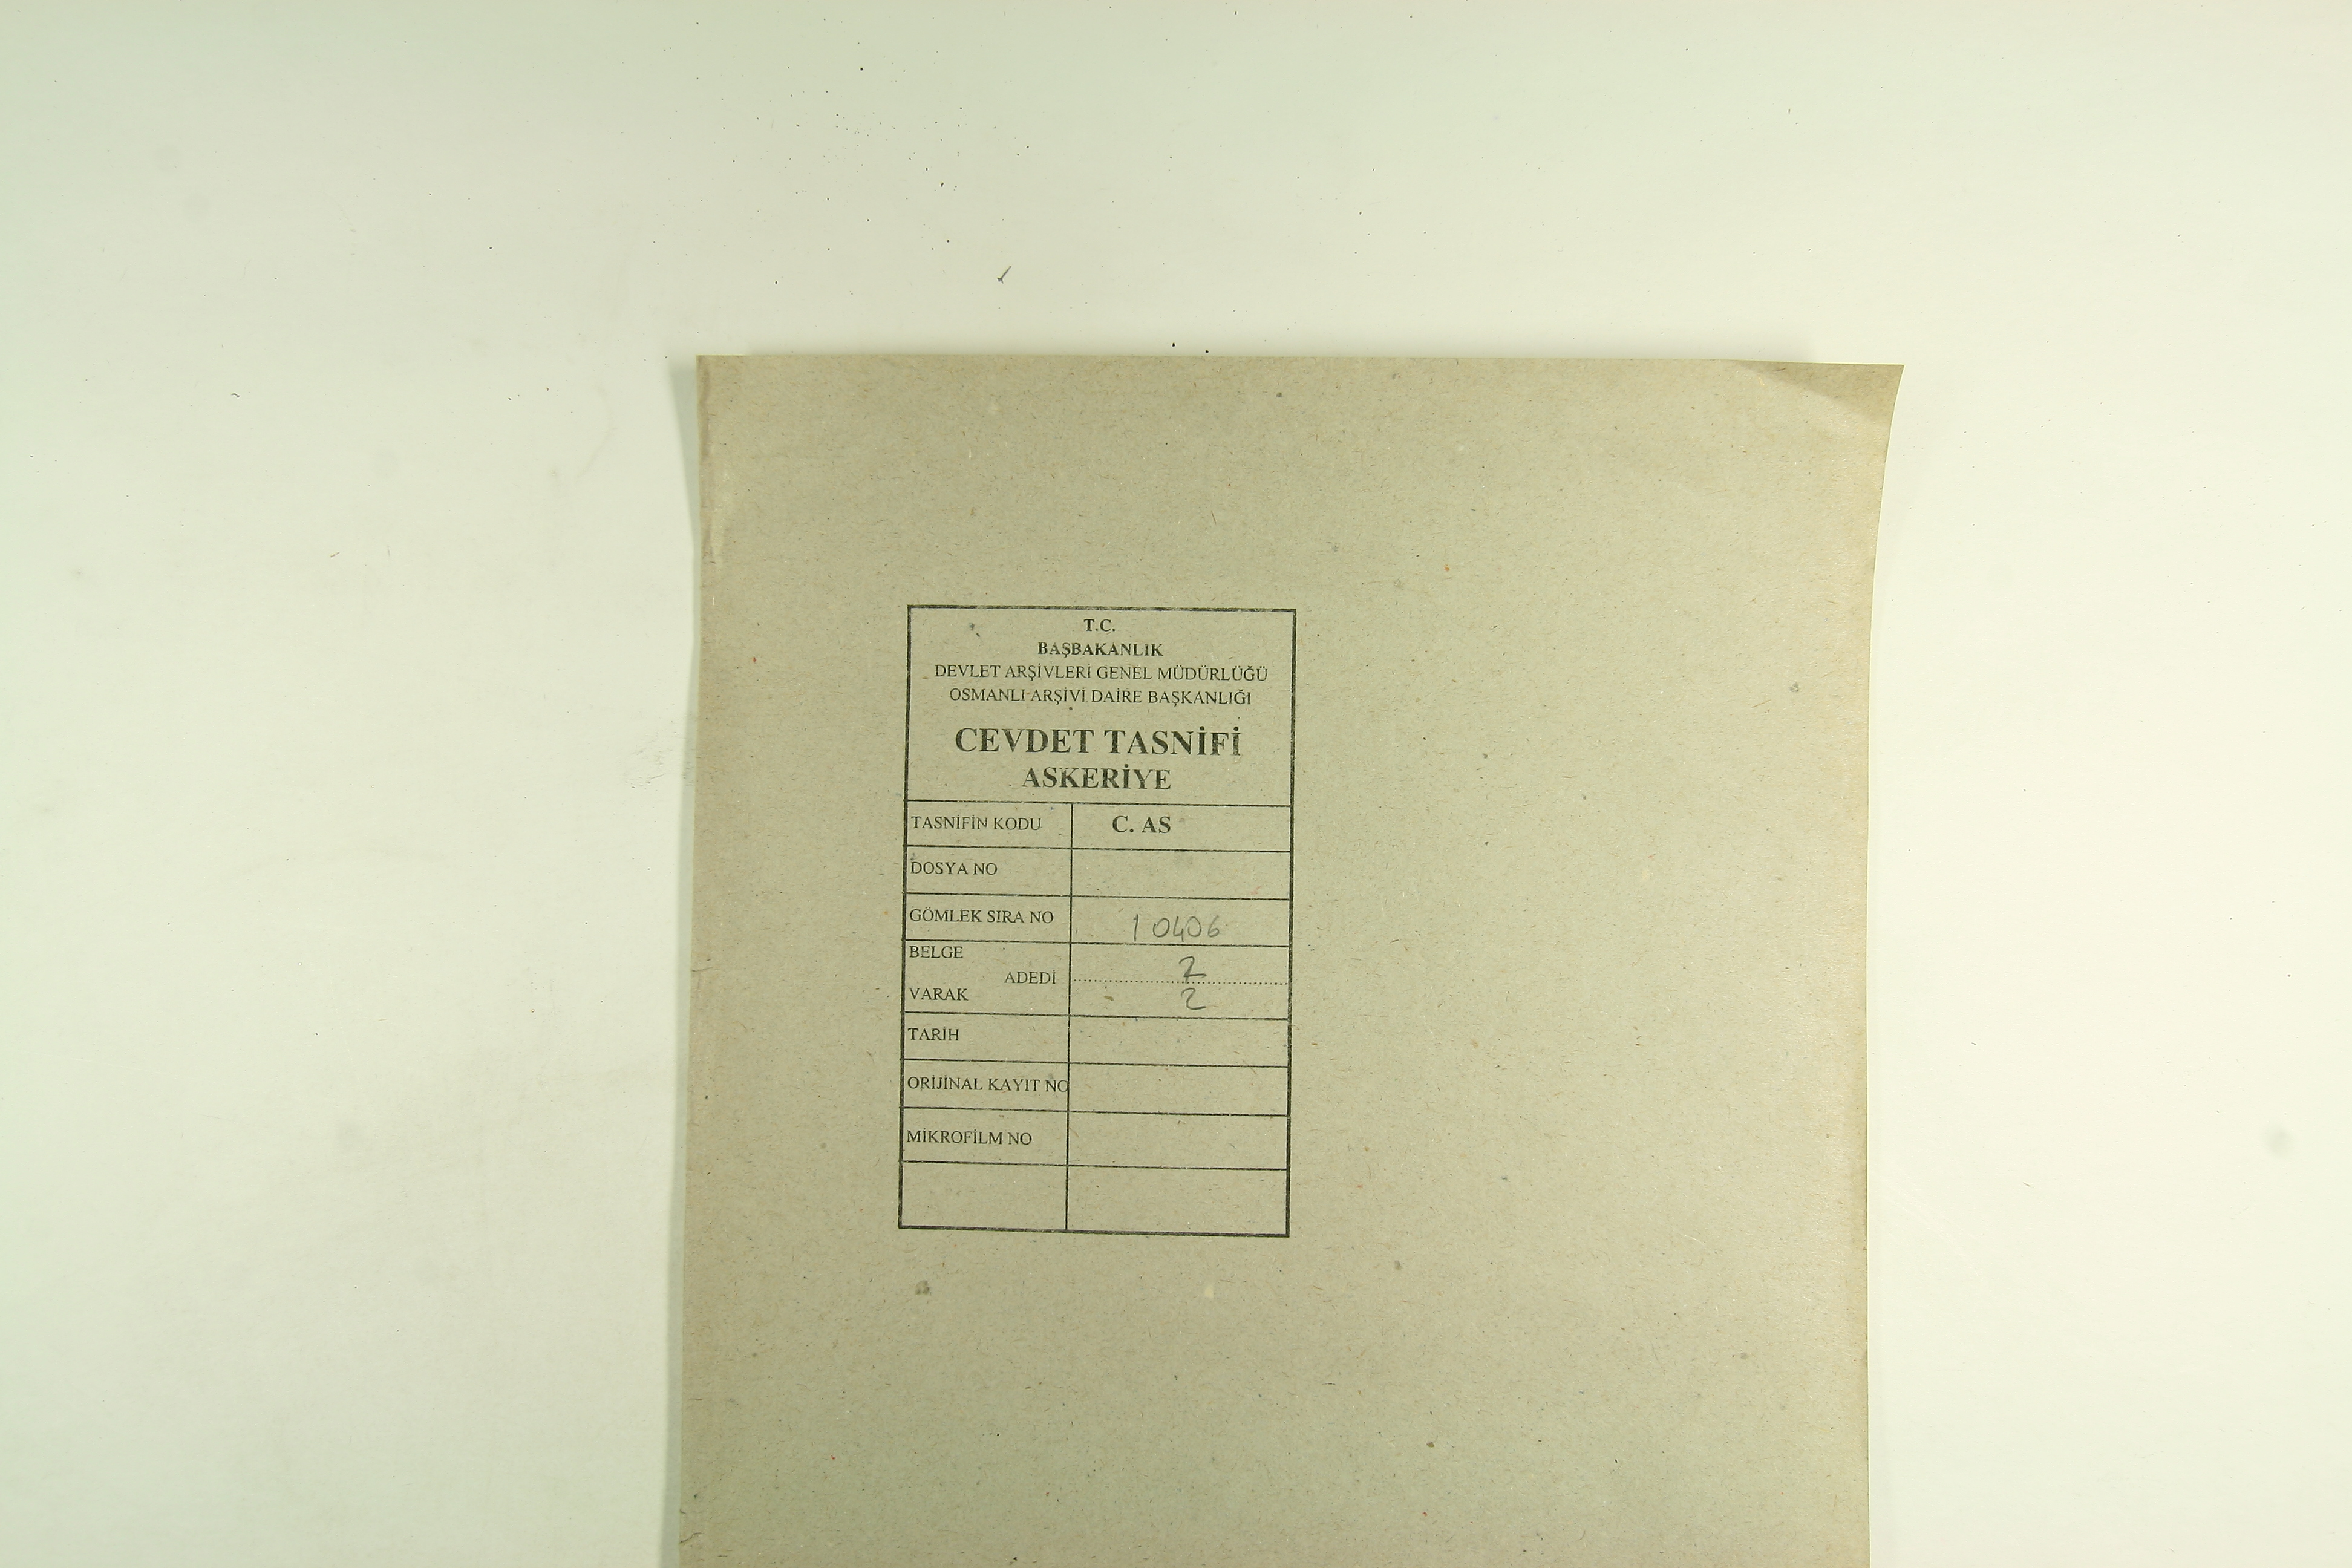 T.C.
BAŞBAKANLIK
DEVLET ARŞİVLERİ GENEL MÜDÜRLÜĞÜ
OSMANLI ARŞİVİ DAİRE BAŞKANLIĞI
CEVDET TASNİFİ
ASKERİYE
TASNİFİN KODU C. AS
DOSYA NO
GÖMLEK SIRA NO 10406
BELGE 2
ADEDİ
VARAK 2
TARİH
ORİJİNAL KAYIT NO
MİKROFİLM NO